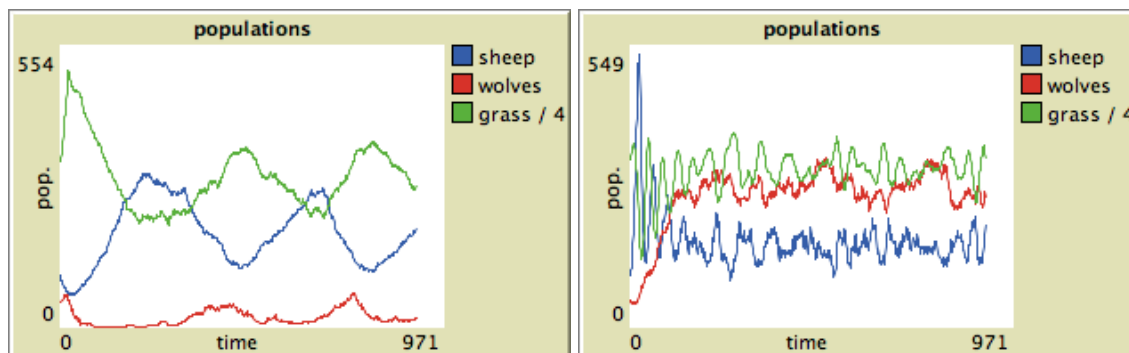 populations
554
pop.
0
0 time 971
sheep
wolves
grass / 4
populations
549
pop.
0
0 time 971
sheep
wolves
grass / 4